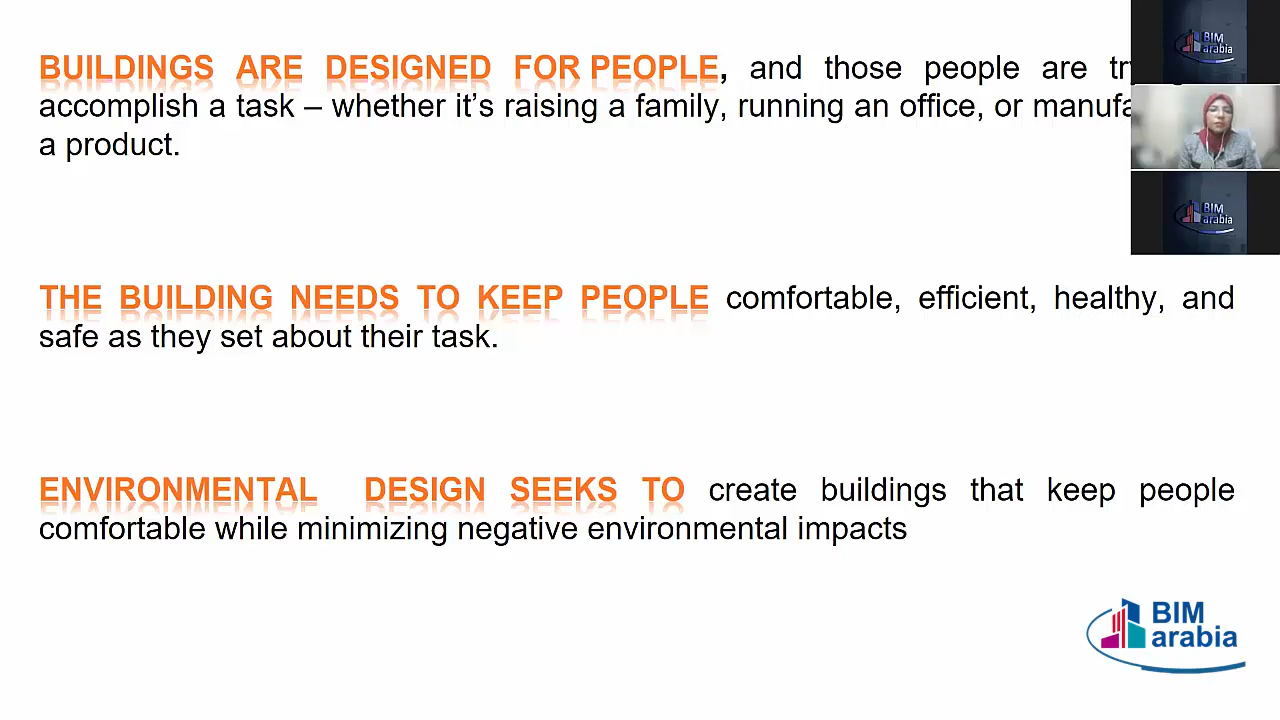 BUILDINGS ARE DESIGNED FOR PEOPLE, and those people are
accomplish a task – whether it’s raising a family, running an office, or
a product.
THE BUILDING NEEDS TO KEEP PEOPLE comfortable, efficient, healthy, and
safe as they set about their task.
ENVIRONMENTAL DESIGN SEEKS TO create buildings that keep people
comfortable while minimizing negative environmental impacts
BIM
arabia
BIM
arabia
BIM
arabia